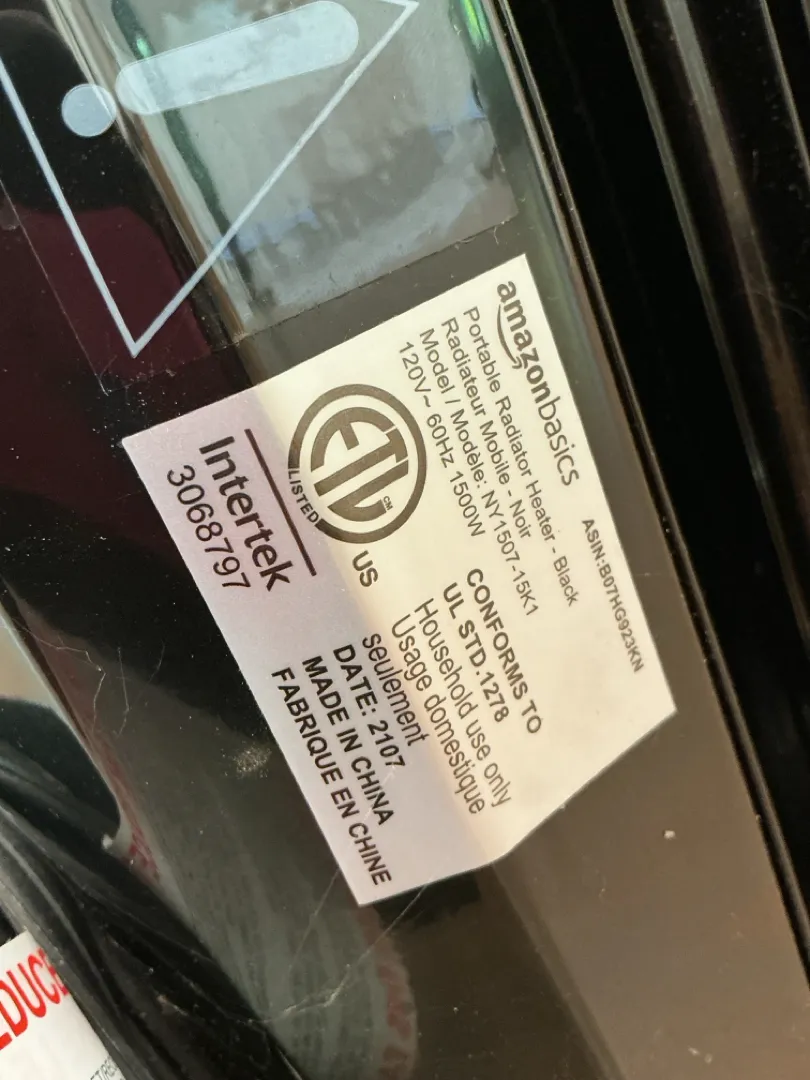 amazonbasics
ASIN:B07HG923KN
Portable Radiator Heater - Black
Radiateur Mobile - Noir
Model / Modèle: NY1507-15K1
120V~ 60Hz 1500W
CONFORMS TO
UL STD.1278
Household use only
Usage domestique
seulement
DATE: 2107
MADE IN CHINA
FABRIQUE EN CHINE
ETL CM
LISTED
US
Intertek
3068797